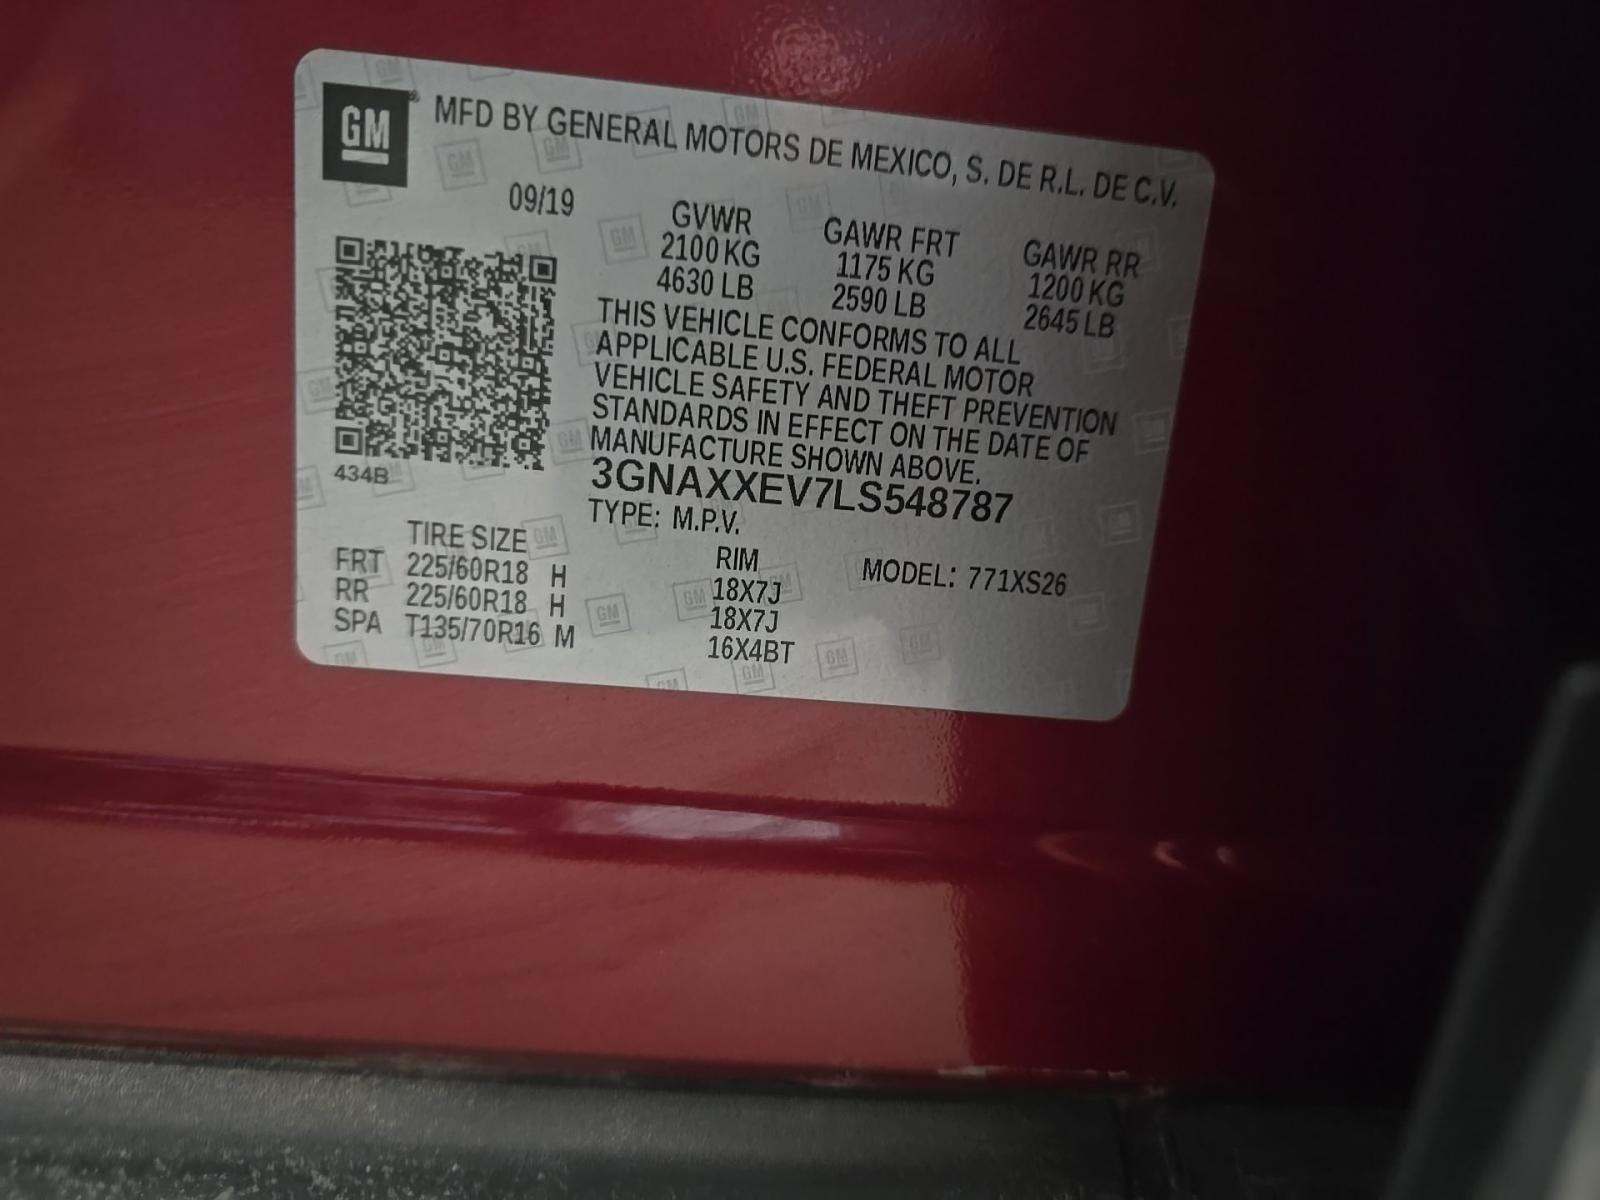 GM MFD BY GENERAL MOTORS DE MEXICO, S. DE R.L. DE C.V.
09/19
GVWR GAWR FRT GAWR RR
2100 KG 1175 KG 1200 KG
4630 LB 2590 LB 2645 LB
THIS VEHICLE CONFORMS TO ALL
APPLICABLE U.S. FEDERAL MOTOR
VEHICLE SAFETY AND THEFT PREVENTION
STANDARDS IN EFFECT ON THE DATE OF
MANUFACTURE SHOWN ABOVE.
434B
3GNAXXEV7LS548787
TYPE: M.P.V.
TIRE SIZE RIM MODEL: 771XS26
FRT 225/60R18 H 18X7J
RR 225/60R18 H 18X7J
SPA T135/70R16 M 16X4BT